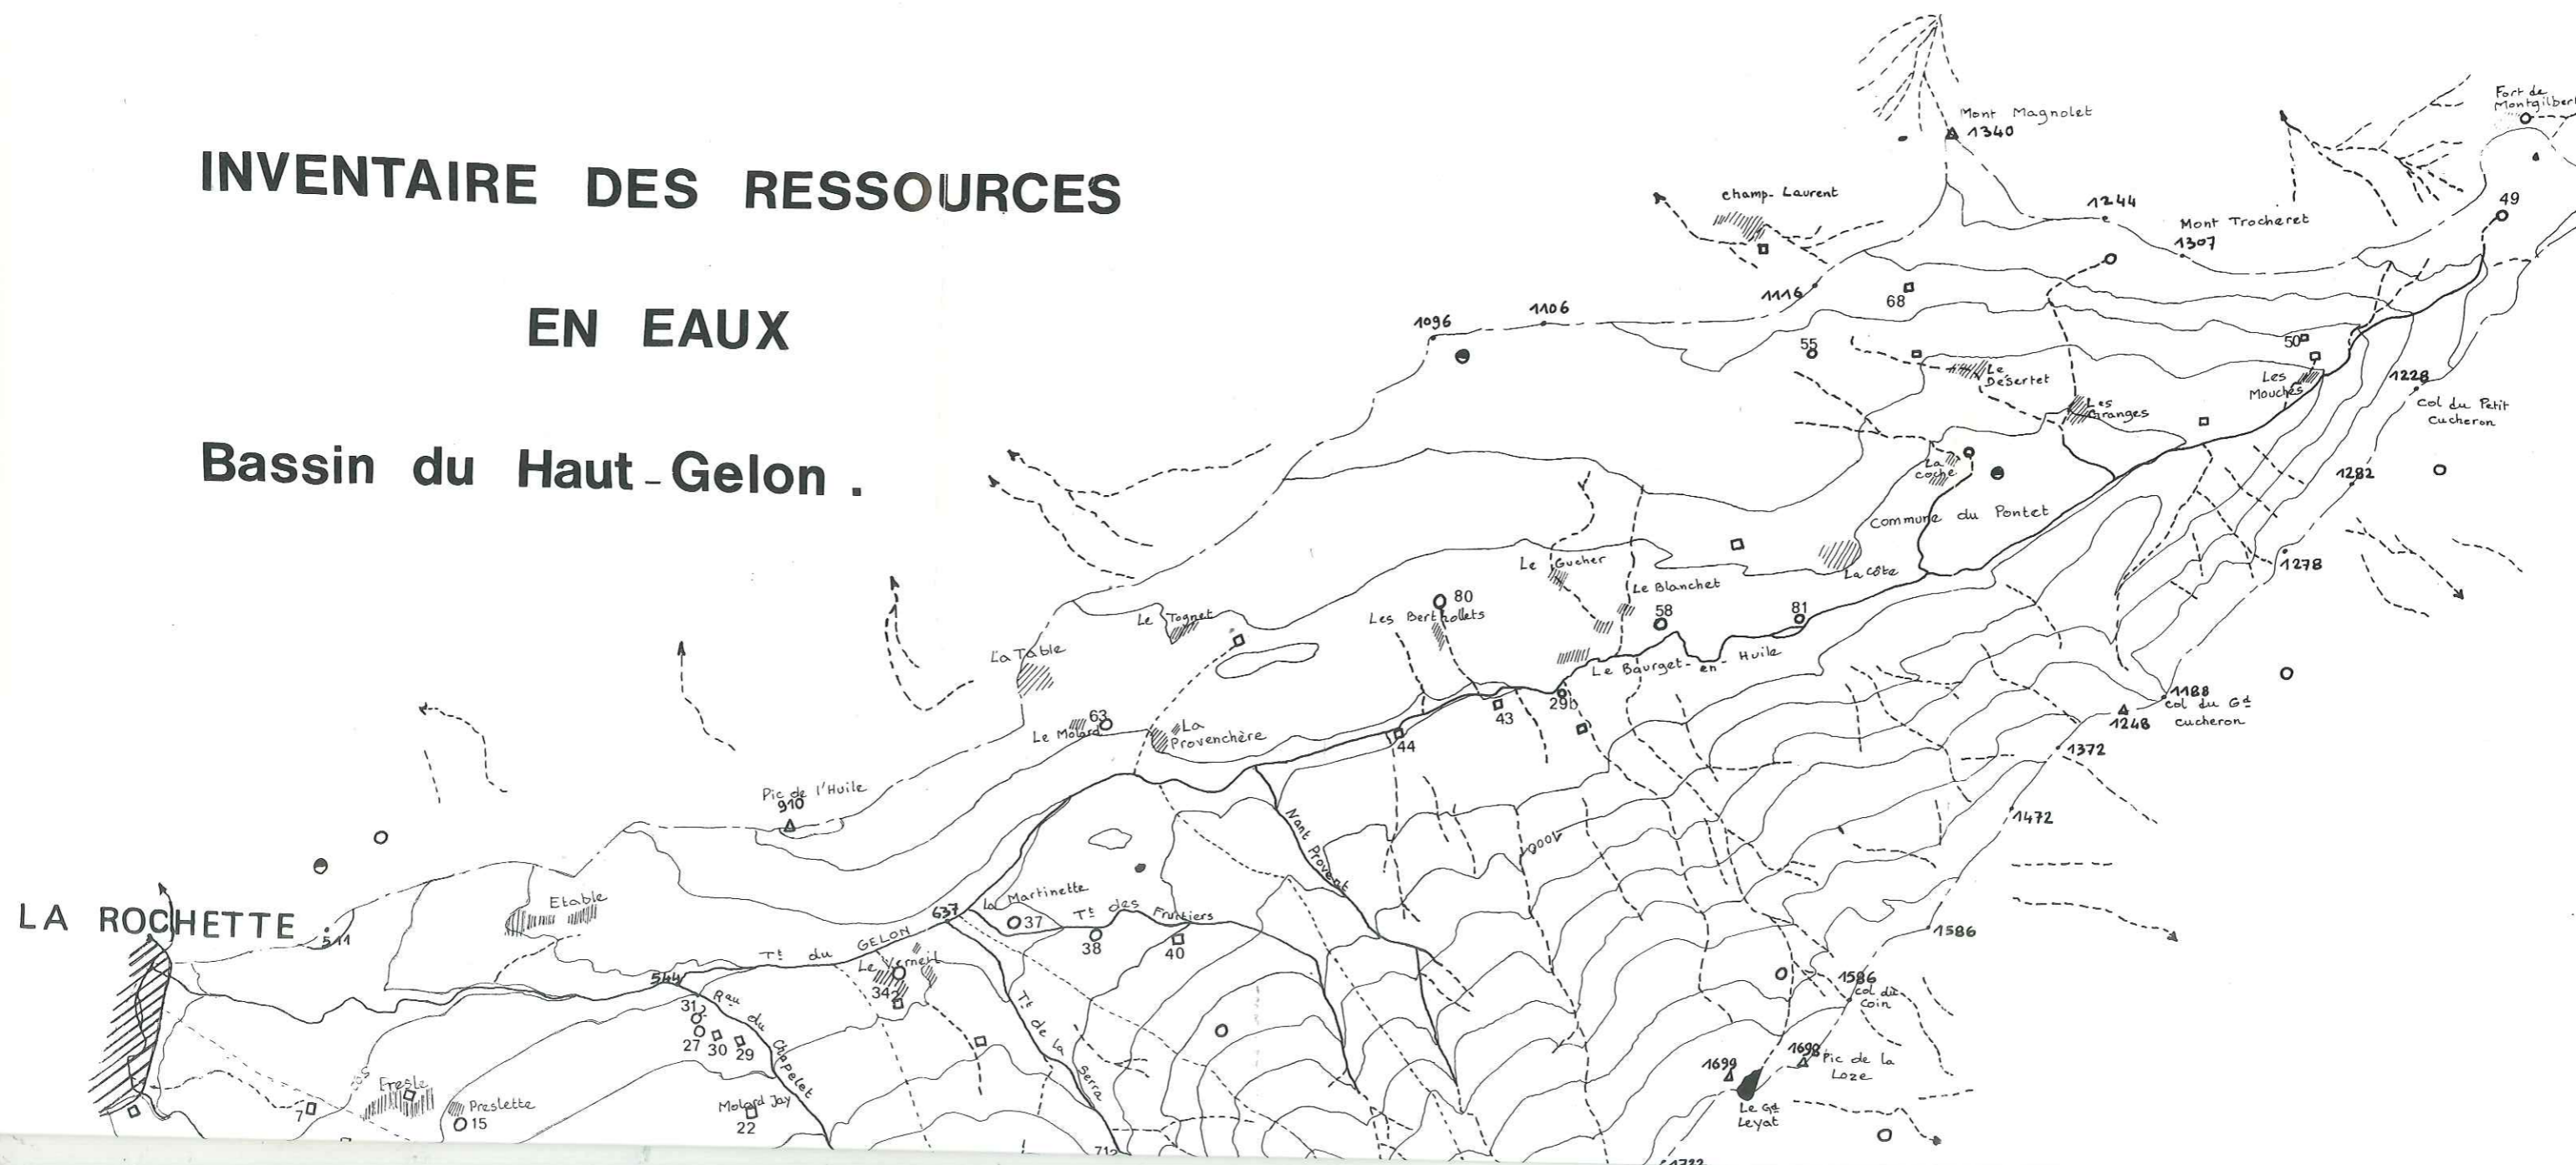 INVENTAIRE DES RESSOURCES
EN EAUX
Bassin du Haut-Gelon.
Fort de
Montgilbert
Mont Magnolet
1340
Champ-Laurent
49
1244
Mont Trocheret
1307
1116
68
1096
1106
55
50
Le
Désertet
Les
Mouches
1228
Col du Petit
Cucheron
Les
Granges
La
Coche
1282
Commune du Pontet
1278
Le Gucher
La Côte
Le Blanchet
80
58
81
Les Berthollets
Le Tognet
La Table
Le Bourget-en-Huile
1188
Col du Gd
Cucheron
1248
63
Le Molard
La
Provenchère
43
29b
44
1372
Pic de l'Huile
910
1472
Nant Provent
1000
Etable
La Martinette
637
37
Tt des Fruitiers
38
40
LA ROCHETTE
511
1586
Tt du GELON
Le Verneil
342
544
1586
Col du
Coin
Rau du Chapelet
31
27
30
29
Tt de la Serra
1699
1698
Pic de la
Loze
Le Gd
Leyat
7
Presle
Preslette
15
Molard Jay
22